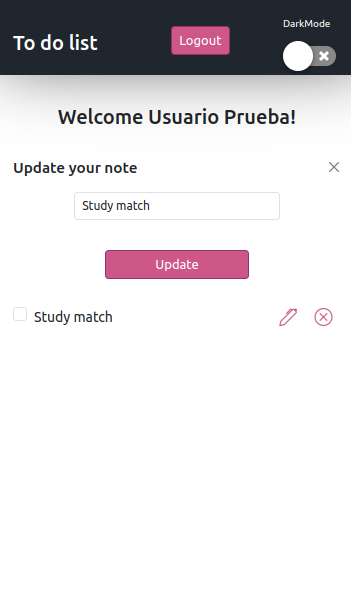 DarkMode
To do list
Logout
Welcome Usuario Prueba!
Update your note
Study match
Update
Study match